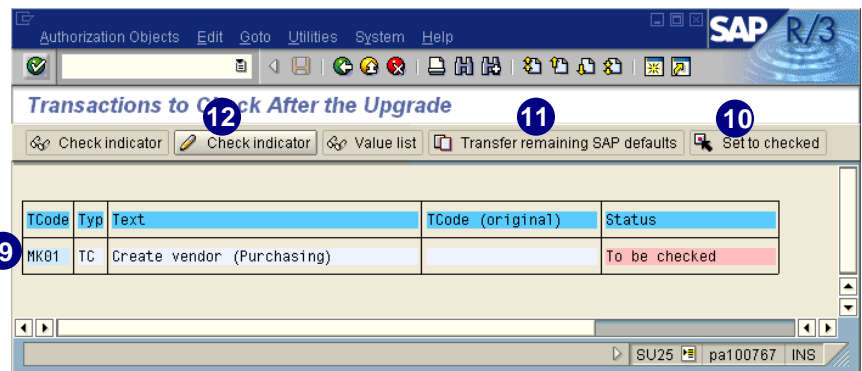 Authorization Objects Edit Goto Utilities System Help
SAP R/3
Transactions to Check After the Upgrade
12 11 10
Check indicator Check indicator Value list Transfer remaining SAP defaults Set to checked
TCode Typ Text TCode (original) Status
9 MK01 TC Create vendor (Purchasing) To be checked
SU25 pa100767 INS